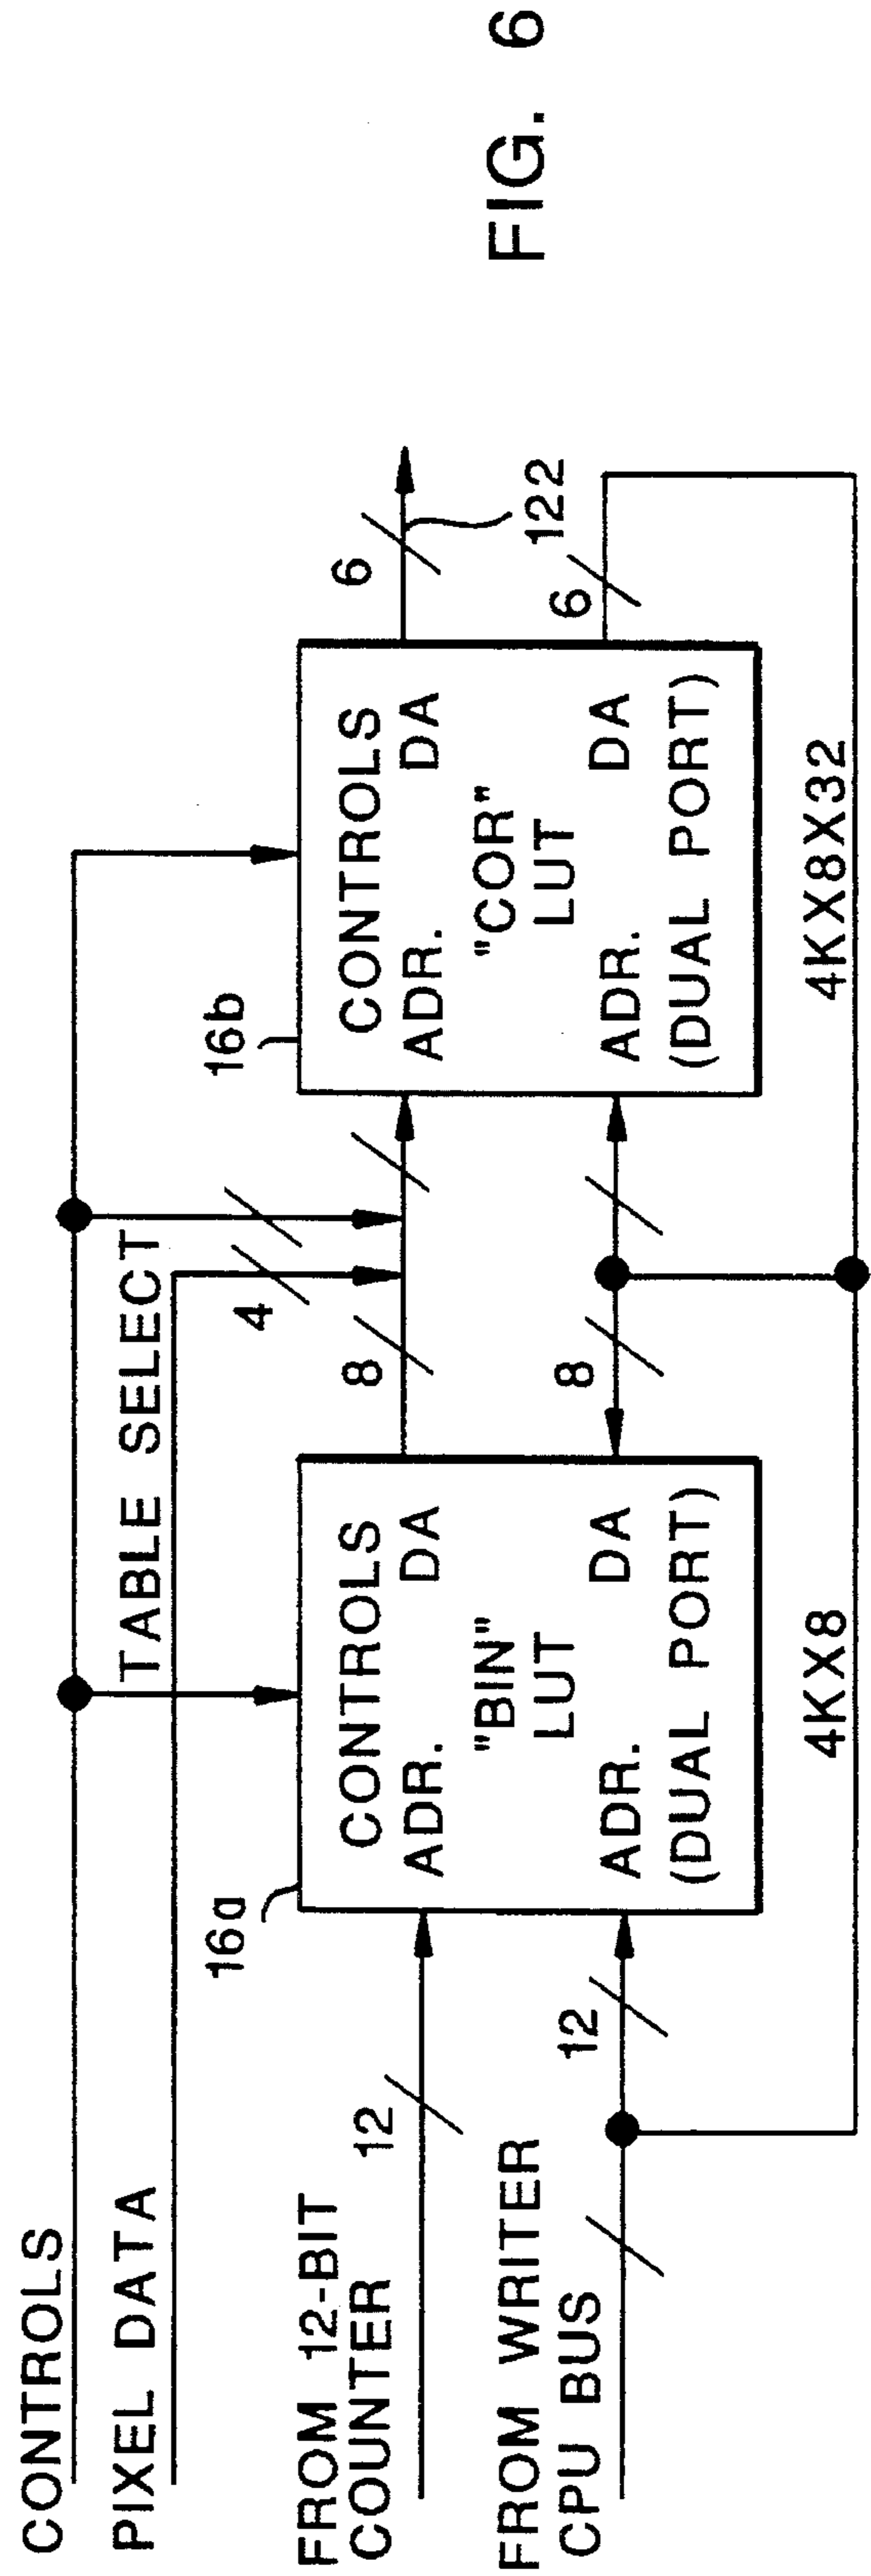 CONTROLS
PIXEL DATA
TABLE SELECT
4
FROM 12-BIT
COUNTER
12
FROM WRITER
CPU BUS
12
16a
CONTROLS
ADR. DA
"BIN"
LUT
ADR. DA
(DUAL PORT)
4KX8
8
8
16b
CONTROLS
ADR. DA
"COR"
LUT
ADR. DA
(DUAL PORT)
4KX8X32
6
122
6
FIG. 6